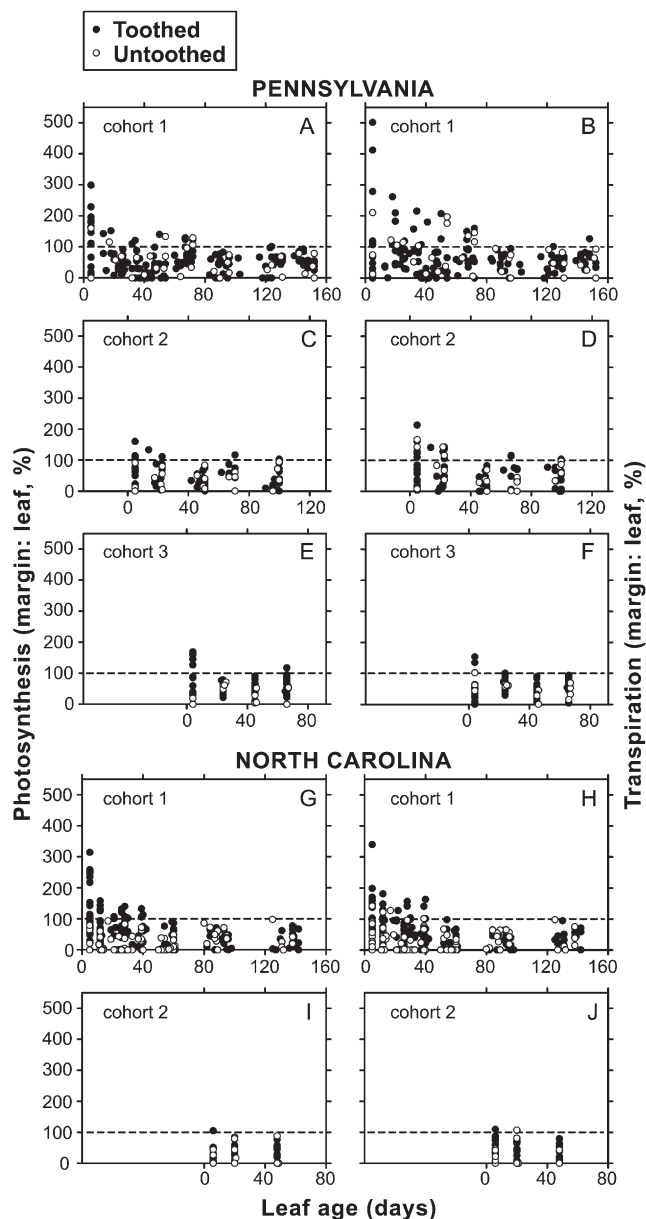 Toothed
Untoothed
PENNSYLVANIA
cohort 1 A
cohort 1 B
500
400
300
200
100
0
0 40 80 120 160
0 40 80 120 160
cohort 2 C
cohort 2 D
500
400
300
200
100
0
0 40 80 120
0 40 80 120
cohort 3 E
cohort 3 F
500
400
300
200
100
0
0 40 80
0 40 80
NORTH CAROLINA
cohort 1 G
cohort 1 H
500
400
300
200
100
0
0 40 80 120 160
0 40 80 120 160
cohort 2 I
cohort 2 J
500
400
300
200
100
0
0 40 80
0 40 80
Leaf age (days)
Photosynthesis (margin: leaf, %)
Transpiration (margin: leaf, %)